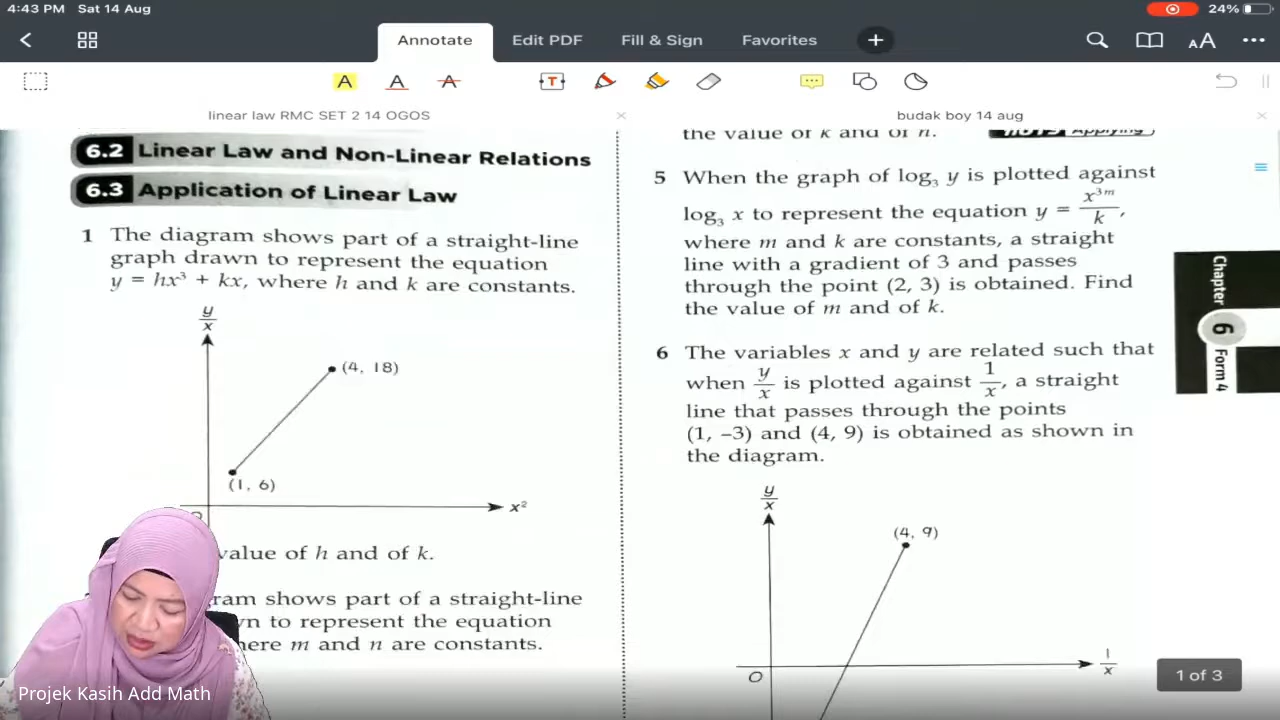 4:43 PM Sat 14 Aug
24%
Annotate
Edit PDF
Fill & Sign
Favorites
AA
A
A
A
T
linear law RMC SET 2 14 OGOS
budak boy 14 aug
6.2 Linear Law and Non-Linear Relations
6.3 Application of Linear Law
1 The diagram shows part of a straight-line
graph drawn to represent the equation
y = hx³ + kx, where h and k are constants.
y/x
(4, 18)
(1, 6)
x²
value of h and of k.
ram shows part of a straight-line
wn to represent the equation
here m and n are constants.
the value of k and of n.
HOTS Applying
5 When the graph of log₃ y is plotted against
log₃ x to represent the equation y = x³ᵐ/k,
where m and k are constants, a straight
line with a gradient of 3 and passes
through the point (2, 3) is obtained. Find
the value of m and of k.
6 The variables x and y are related such that
when y/x is plotted against 1/x, a straight
line that passes through the points
(1, –3) and (4, 9) is obtained as shown in
the diagram.
y/x
(4, 9)
O
1/x
Chapter 6 Form 4
1 of 3
Projek Kasih Add Math